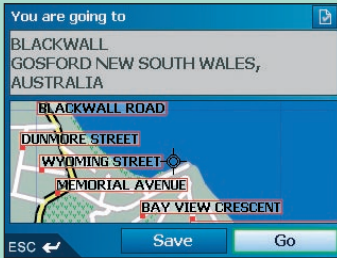 You are going to
BLACKWALL
GOSFORD NEW SOUTH WALES,
AUSTRALIA
BLACKWALL ROAD
DUNMORE STREET
WYOMING STREET
MEMORIAL AVENUE
BAY VIEW CRESCENT
ESC
Save
Go